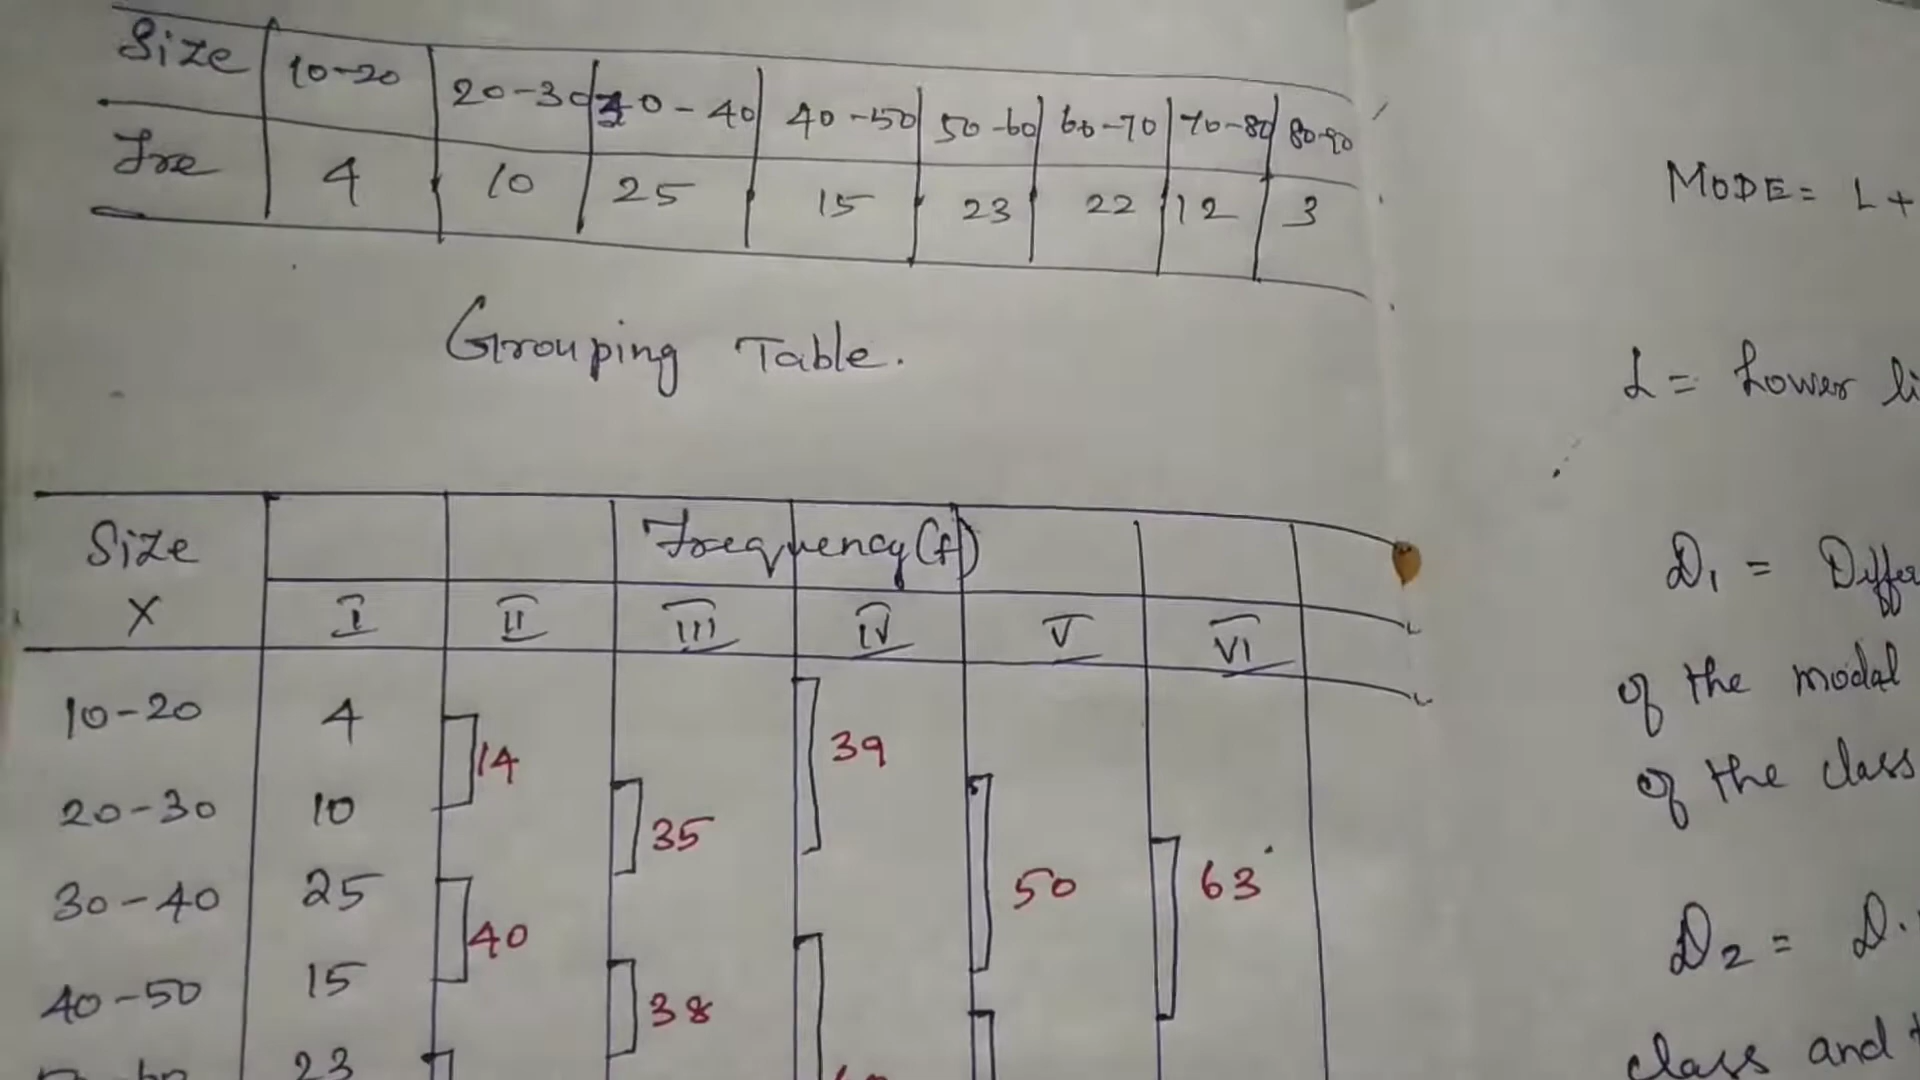 Size 10-20 20-30 30-40 40-50 50-60 60-70 70-80 80-90
Fre 4 10 25 15 23 22 12 3
MODE = L +
Grouping Table.
L = Lower li
Size Frequency (f)
X I II III IV V VI
D1 = Differ
of the modal
of the class
10-20 4
14
39
20-30 10
35
30-40 25
50
63
40
D2 = D.
40-50 15
38
23
class and